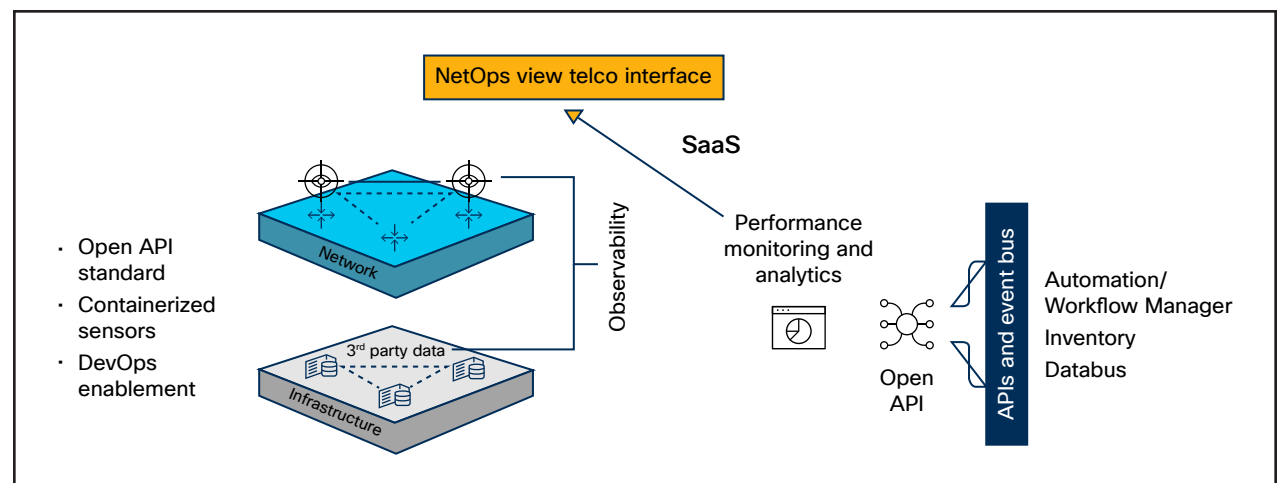 NetOps view telco interface
SaaS
· Open API
standard
· Containerized
sensors
· DevOps
enablement
Network
3rd party data
Infrastructure
Observability
Performance
monitoring and
analytics
Open
API
APIs and event bus
Automation/
Workflow Manager
Inventory
Databus